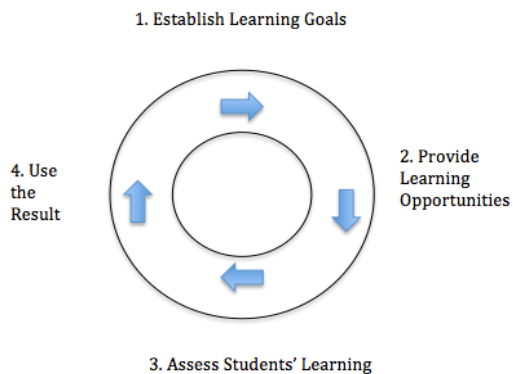 1. Establish Learning Goals
2. Provide
Learning
Opportunities
3. Assess Students’ Learning
4. Use
the
Result